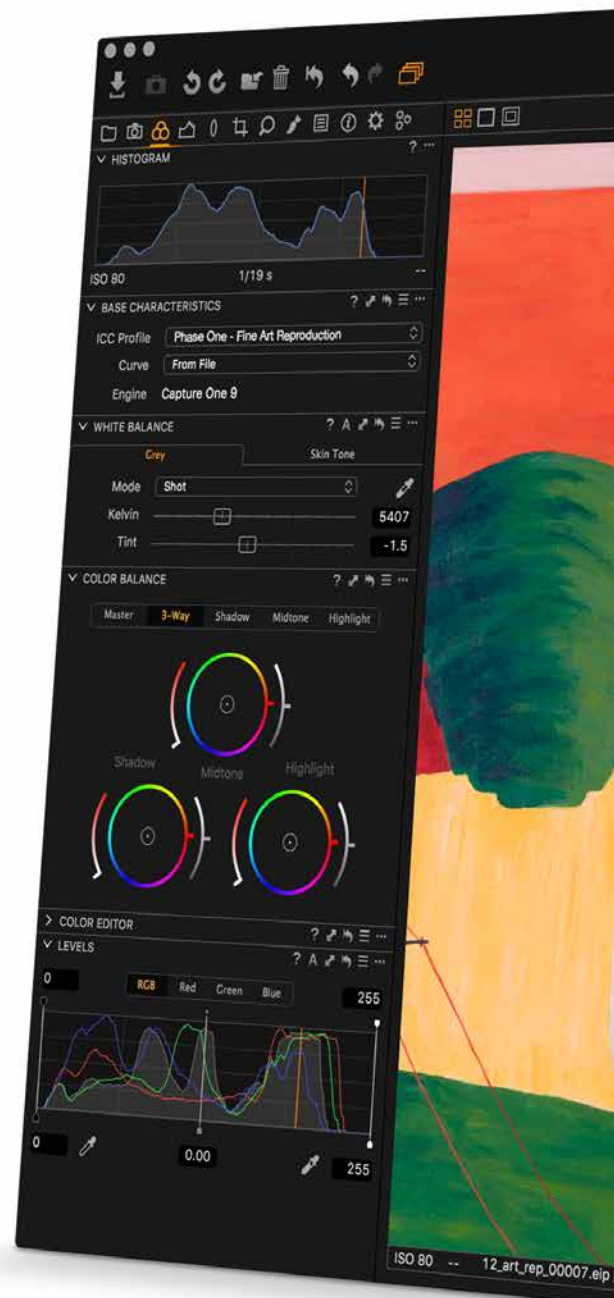 HISTOGRAM ? ···
ISO 80 1/19 s --
BASE CHARACTERISTICS ? ···
ICC Profile Phase One - Fine Art Reproduction
Curve From File
Engine Capture One 9
WHITE BALANCE ? A ···
Grey Skin Tone
Mode Shot
Kelvin 5407
Tint -1.5
COLOR BALANCE ? ···
Master 3-Way Shadow Midtone Highlight
Shadow Midtone Highlight
COLOR EDITOR ? ···
LEVELS ? A ···
0 RGB Red Green Blue 255
0 0.00 255
ISO 80 -- 12_art_rep_00007.eip